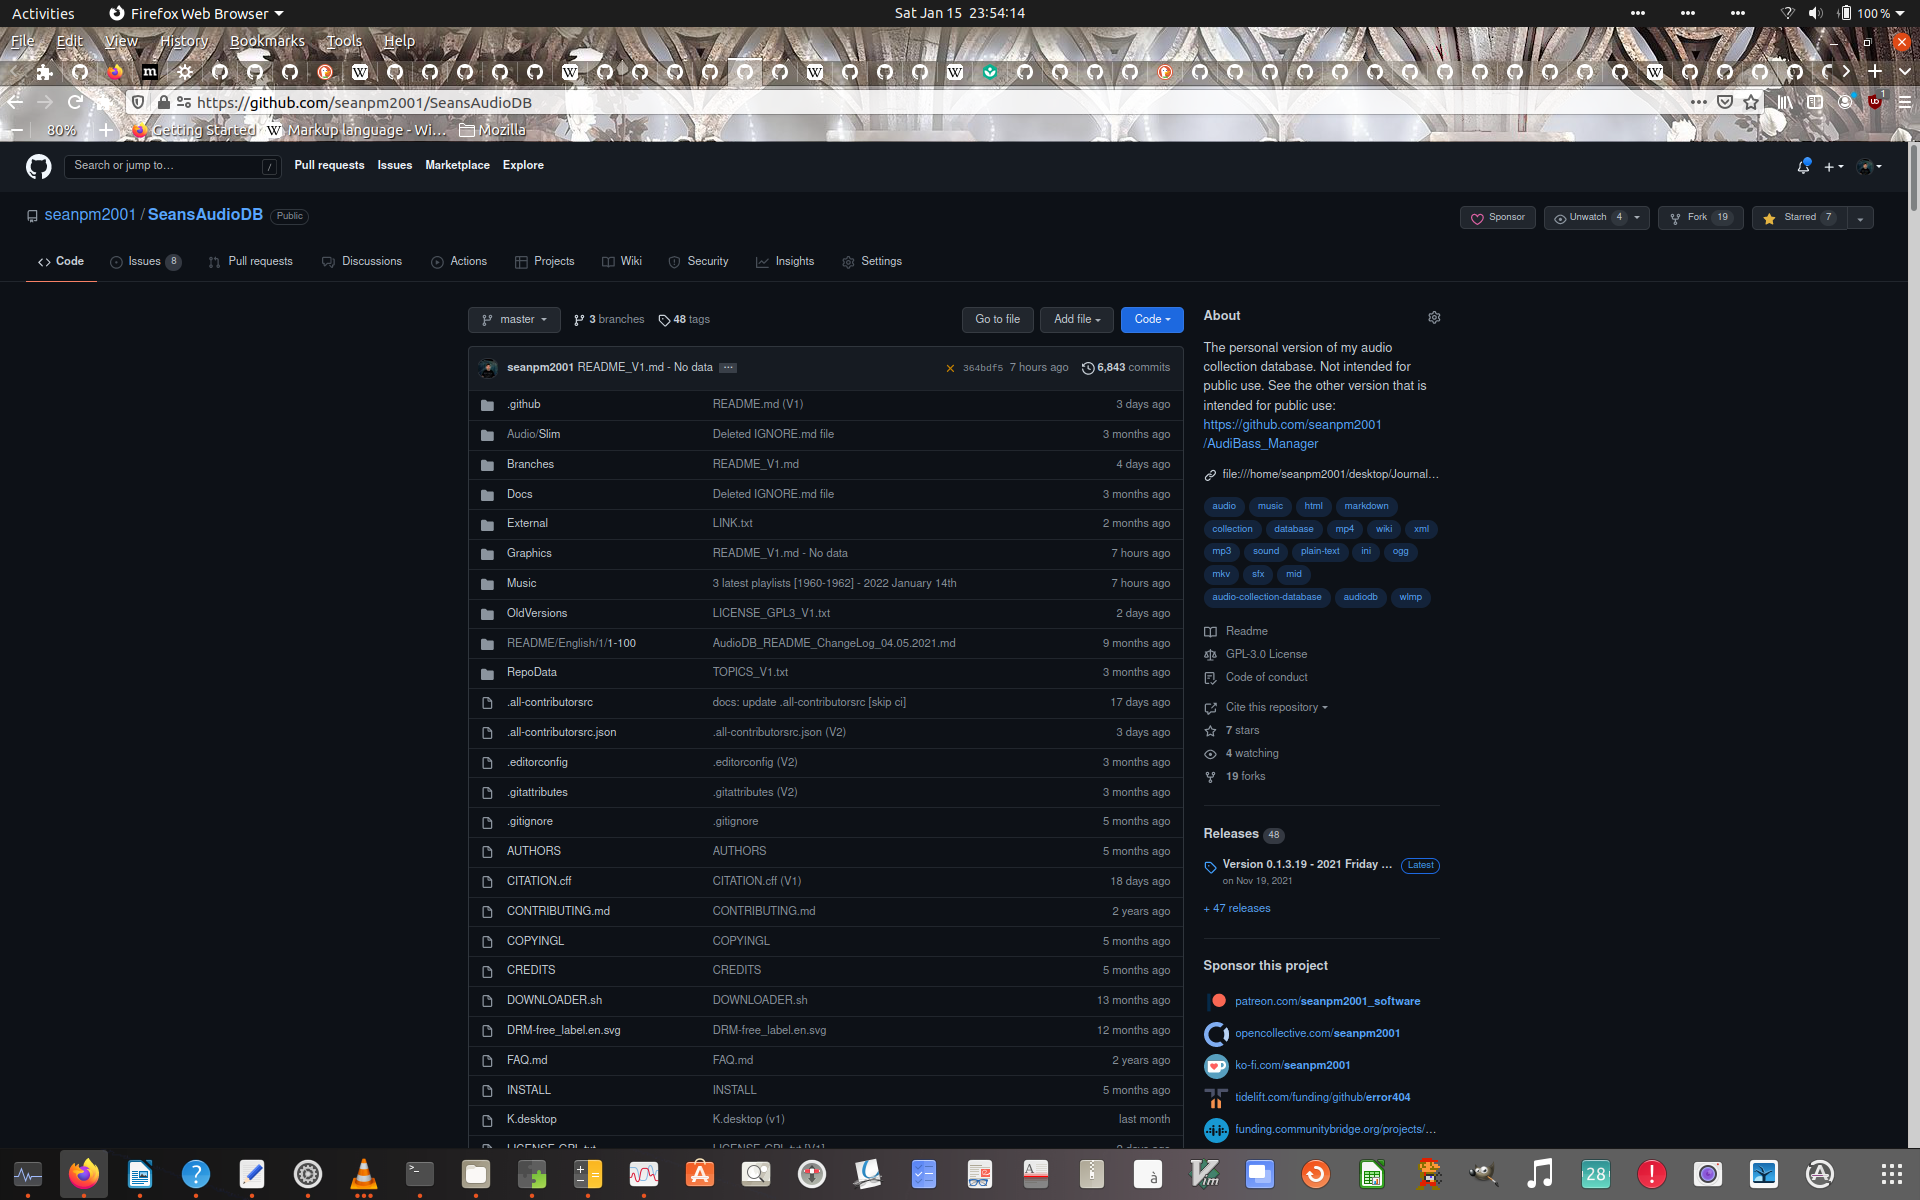 Activities
Firefox Web Browser
Sat Jan 15 23:54:14
100 %
File Edit View History Bookmarks Tools Help
https://github.com/seanpm2001/SeansAudioDB
80%
Getting Started
Markup language - Wi…
Mozilla
Search or jump to…
/
Pull requests Issues Marketplace Explore
seanpm2001 / SeansAudioDB Public
Sponsor
Unwatch 4
Fork 19
Starred 7
Code
Issues 8
Pull requests
Discussions
Actions
Projects
Wiki
Security
Insights
Settings
master
3 branches
48 tags
Go to file
Add file
Code
seanpm2001 README_V1.md - No data 364bdf5 7 hours ago 6,843 commits
.github README.md (V1) 3 days ago
Audio/Slim Deleted IGNORE.md file 3 months ago
Branches README_V1.md 4 days ago
Docs Deleted IGNORE.md file 3 months ago
External LINK.txt 2 months ago
Graphics README_V1.md - No data 7 hours ago
Music 3 latest playlists [1960-1962] - 2022 January 14th 7 hours ago
OldVersions LICENSE_GPL3_V1.txt 2 days ago
README/English/1/1-100 AudioDB_README_ChangeLog_04.05.2021.md 9 months ago
RepoData TOPICS_V1.txt 3 months ago
.all-contributorsrc docs: update .all-contributorsrc [skip ci] 17 days ago
.all-contributorsrc.json .all-contributorsrc.json (V2) 3 days ago
.editorconfig .editorconfig (V2) 3 months ago
.gitattributes .gitattributes (V2) 3 months ago
.gitignore .gitignore 5 months ago
AUTHORS AUTHORS 5 months ago
CITATION.cff CITATION.cff (V1) 18 days ago
CONTRIBUTING.md CONTRIBUTING.md 2 years ago
COPYINGL COPYINGL 5 months ago
CREDITS CREDITS 5 months ago
DOWNLOADER.sh DOWNLOADER.sh 13 months ago
DRM-free_label.en.svg DRM-free_label.en.svg 12 months ago
FAQ.md FAQ.md 2 years ago
INSTALL INSTALL 5 months ago
K.desktop K.desktop (v1) last month
About
The personal version of my audio
collection database. Not intended for
public use. See the other version that is
intended for public use:
https://github.com/seanpm2001
/AudiBass_Manager
file:///home/seanpm2001/desktop/Journal…
audio music html markdown
collection database mp4 wiki xml
mp3 sound plain-text ini ogg
mkv sfx mid
audio-collection-database audiodb wlmp
Readme
GPL-3.0 License
Code of conduct
Cite this repository
7 stars
4 watching
19 forks
Releases 48
Version 0.1.3.19 - 2021 Friday … Latest
on Nov 19, 2021
+ 47 releases
Sponsor this project
patreon.com/seanpm2001_software
opencollective.com/seanpm2001
ko-fi.com/seanpm2001
tidelift.com/funding/github/error404
funding.communitybridge.org/projects/…
28